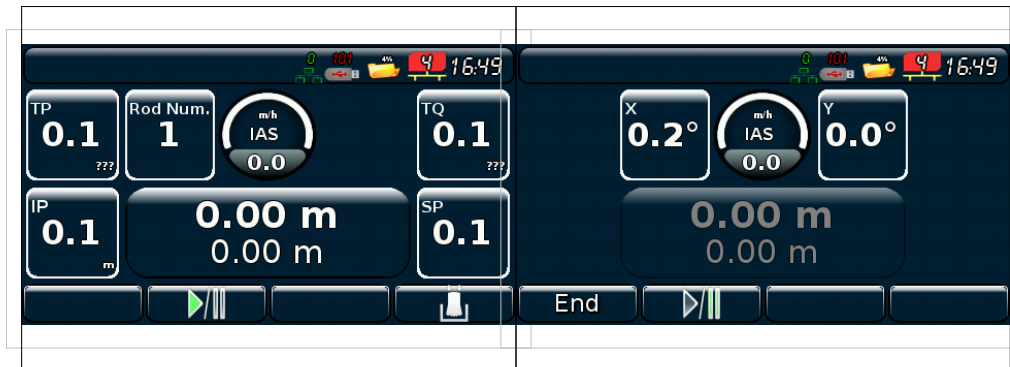 0 101 4% 4 16:49
TP
0.1
???
Rod Num.
1
m/h
IAS
0.0
TQ
0.1
???
IP
0.1
m
0.00 m
0.00 m
SP
0.1
0 101 4% 4 16:49
X
0.2°
m/h
IAS
0.0
Y
0.0°
0.00 m
0.00 m
End